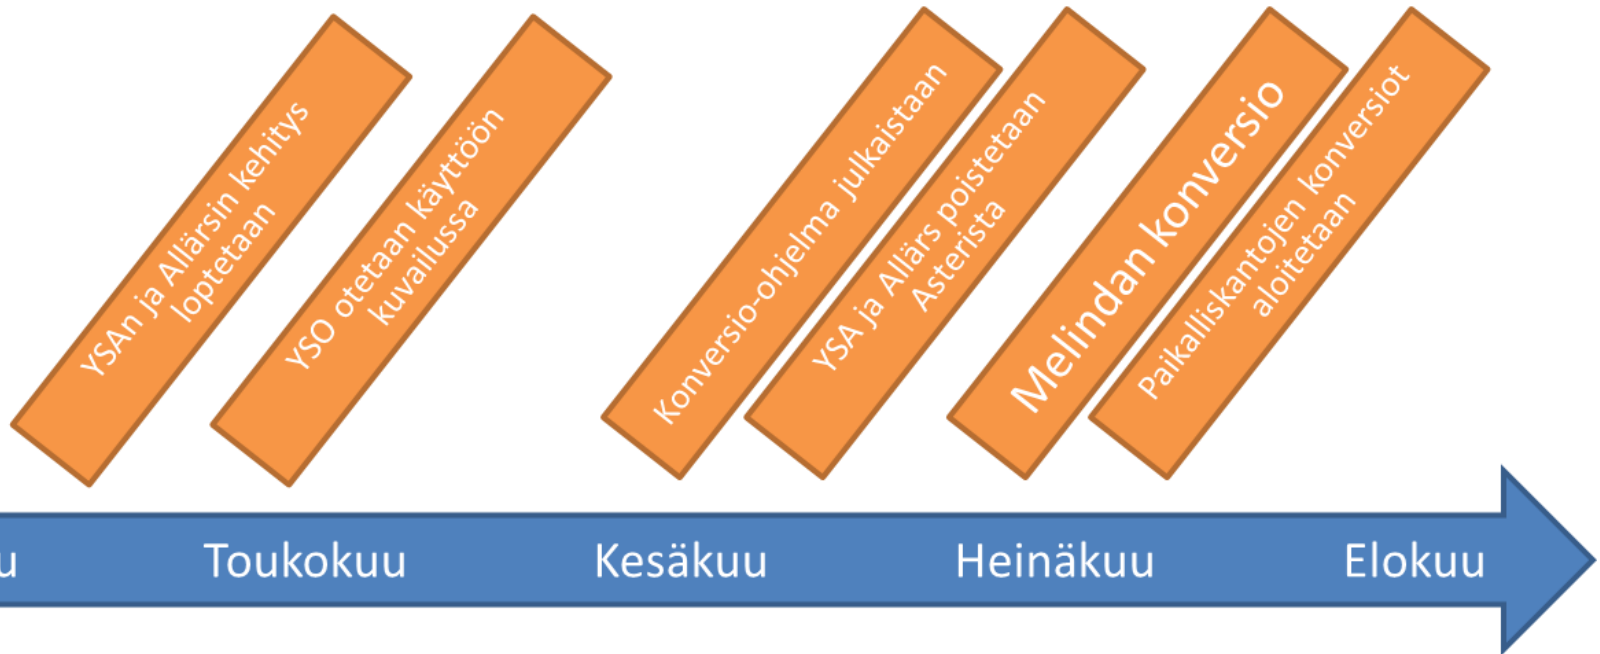 YSAn ja Allärsin kehitys
loptetaan
YSO otetaan käyttöön
kuvailussa
Konversio-ohjelma julkaistaan
YSA ja Allärs poistetaan
Asterista
Melindan konversio
Paikalliskantojen konversiot
aloitetaan
u
Toukokuu
Kesäkuu
Heinäkuu
Elokuu